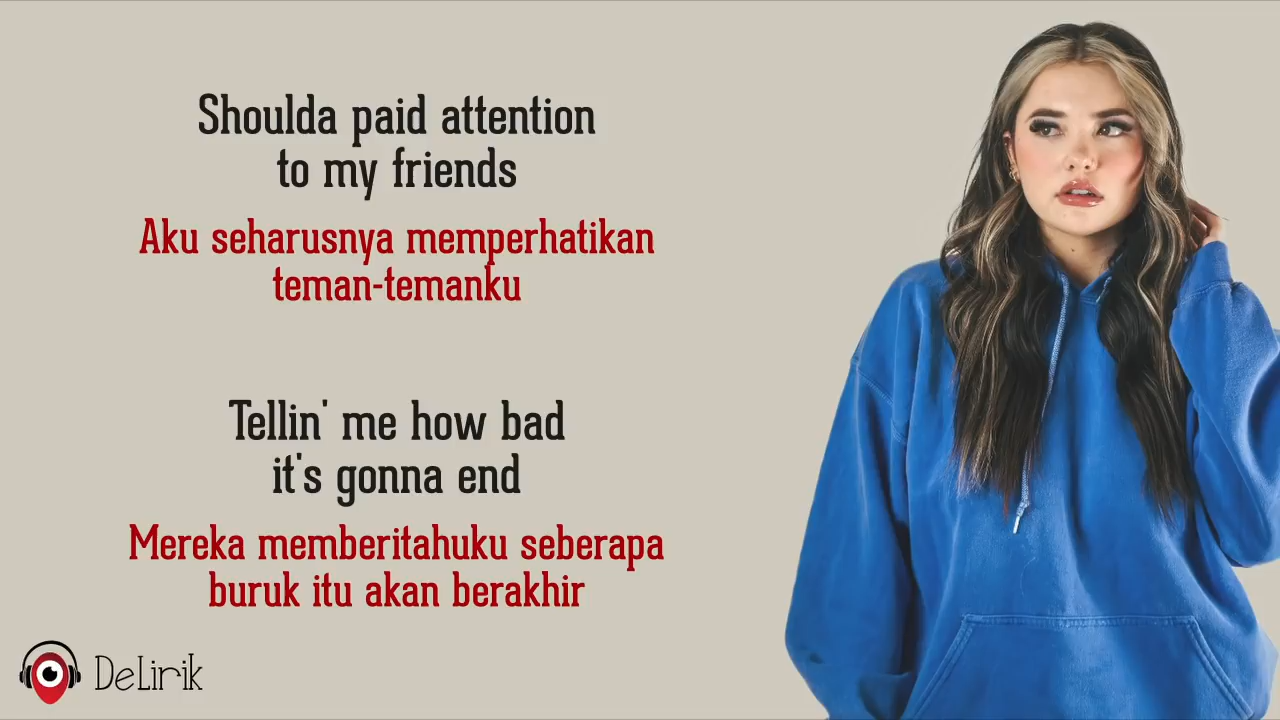 Shoulda paid attention
to my friends
Aku seharusnya memperhatikan
teman-temanku
Tellin' me how bad
it's gonna end
Mereka memberitahuku seberapa
buruk itu akan berakhir
DeLirik